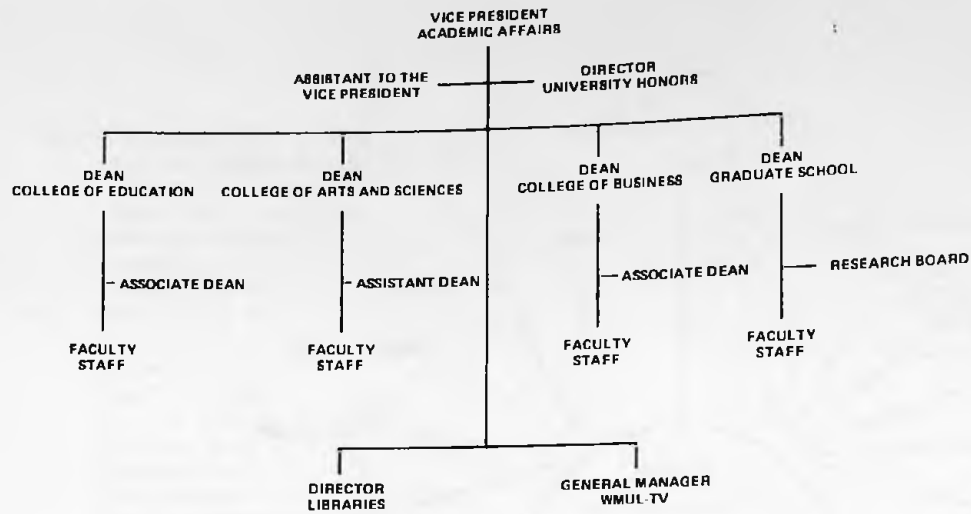 VICE PRESIDENT
ACADEMIC AFFAIRS
ASSISTANT TO THE
VICE PRESIDENT
DIRECTOR
UNIVERSITY HONORS
DEAN
COLLEGE OF EDUCATION
DEAN
COLLEGE OF ARTS AND SCIENCES
DEAN
COLLEGE OF BUSINESS
DEAN
GRADUATE SCHOOL
ASSOCIATE DEAN
ASSISTANT DEAN
ASSOCIATE DEAN
RESEARCH BOARD
FACULTY
STAFF
FACULTY
STAFF
FACULTY
STAFF
FACULTY
STAFF
DIRECTOR
LIBRARIES
GENERAL MANAGER
WMUL-TV